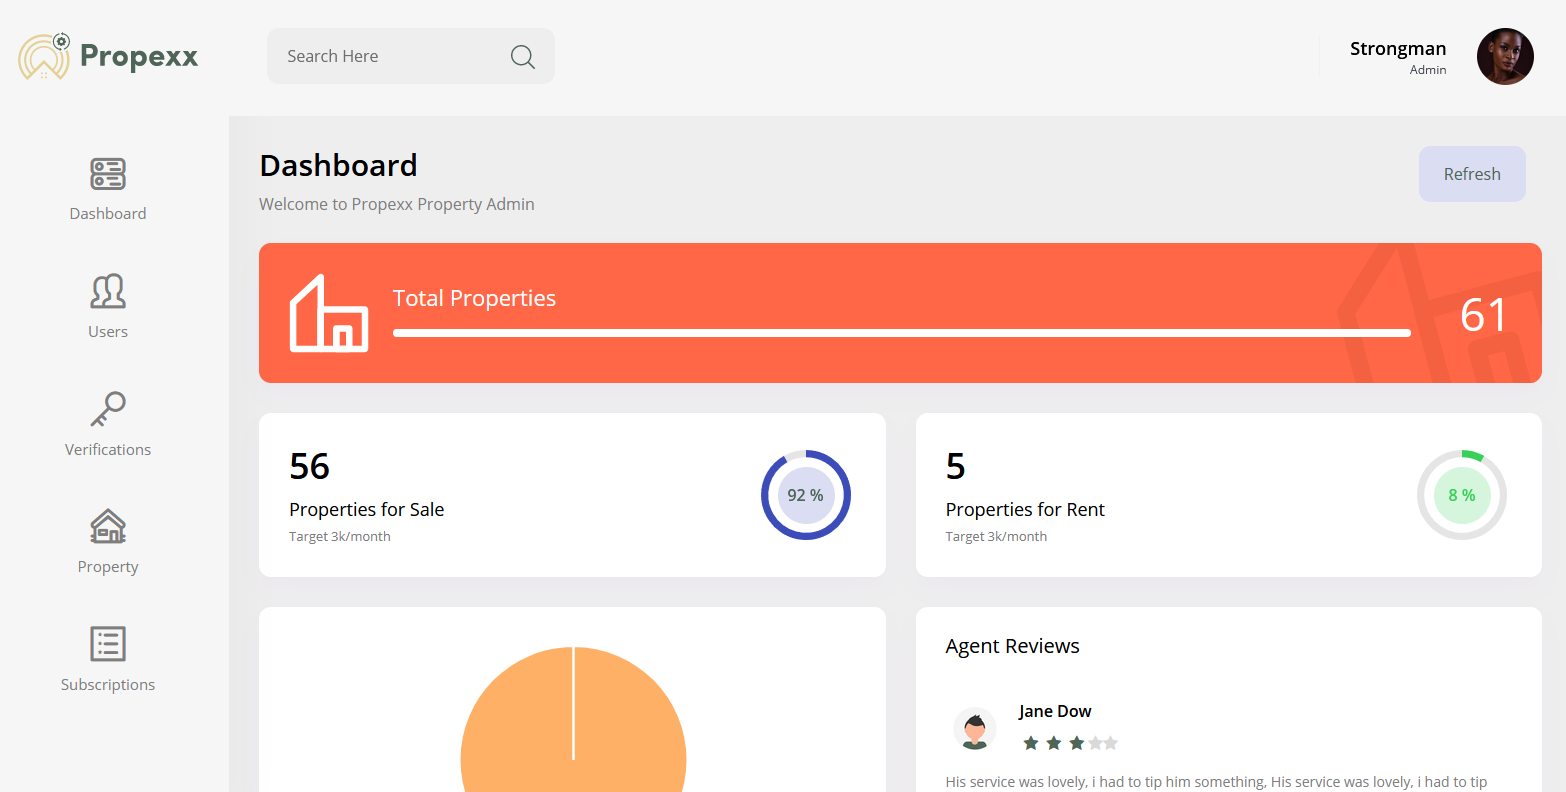 Propexx
Search Here
Strongman
Admin
Dashboard
Users
Verifications
Property
Subscriptions
Dashboard
Welcome to Propexx Property Admin
Refresh
Total Properties
61
56
Properties for Sale
Target 3k/month
92 %
5
Properties for Rent
Target 3k/month
8 %
Agent Reviews
Jane Dow
His service was lovely, i had to tip him something, His service was lovely, i had to tip